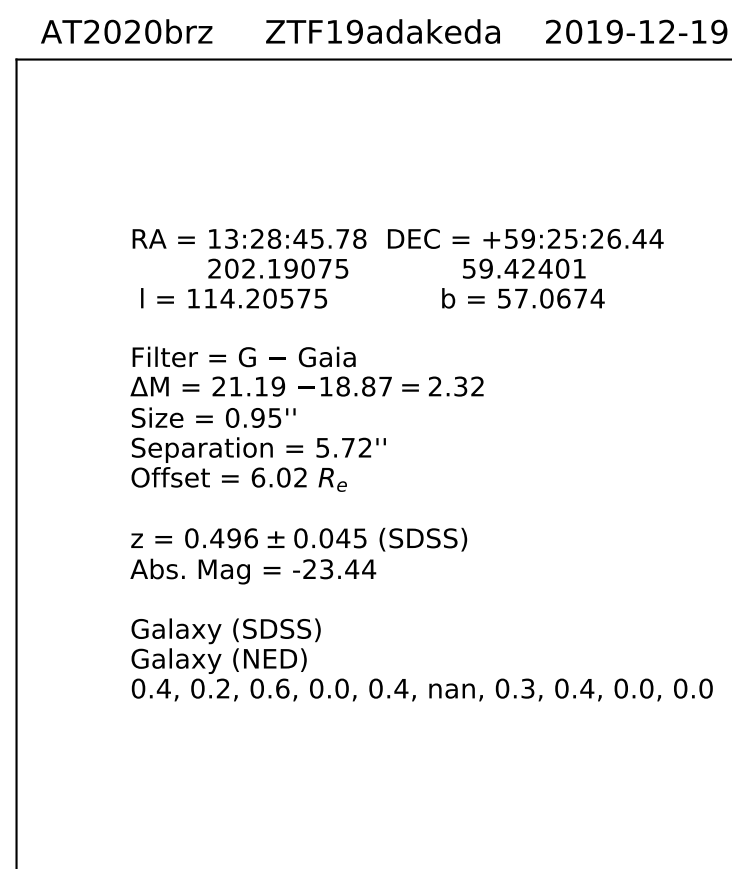 AT2020brz ZTF19adakeda 2019-12-19
RA = 13:28:45.78 DEC = +59:25:26.44
202.19075 59.42401
l = 114.20575 b = 57.0674
Filter = G − Gaia
ΔM = 21.19 −18.87 = 2.32
Size = 0.95''
Separation = 5.72''
Offset = 6.02 Rₑ
z = 0.496 ± 0.045 (SDSS)
Abs. Mag = -23.44
Galaxy (SDSS)
Galaxy (NED)
0.4, 0.2, 0.6, 0.0, 0.4, nan, 0.3, 0.4, 0.0, 0.0